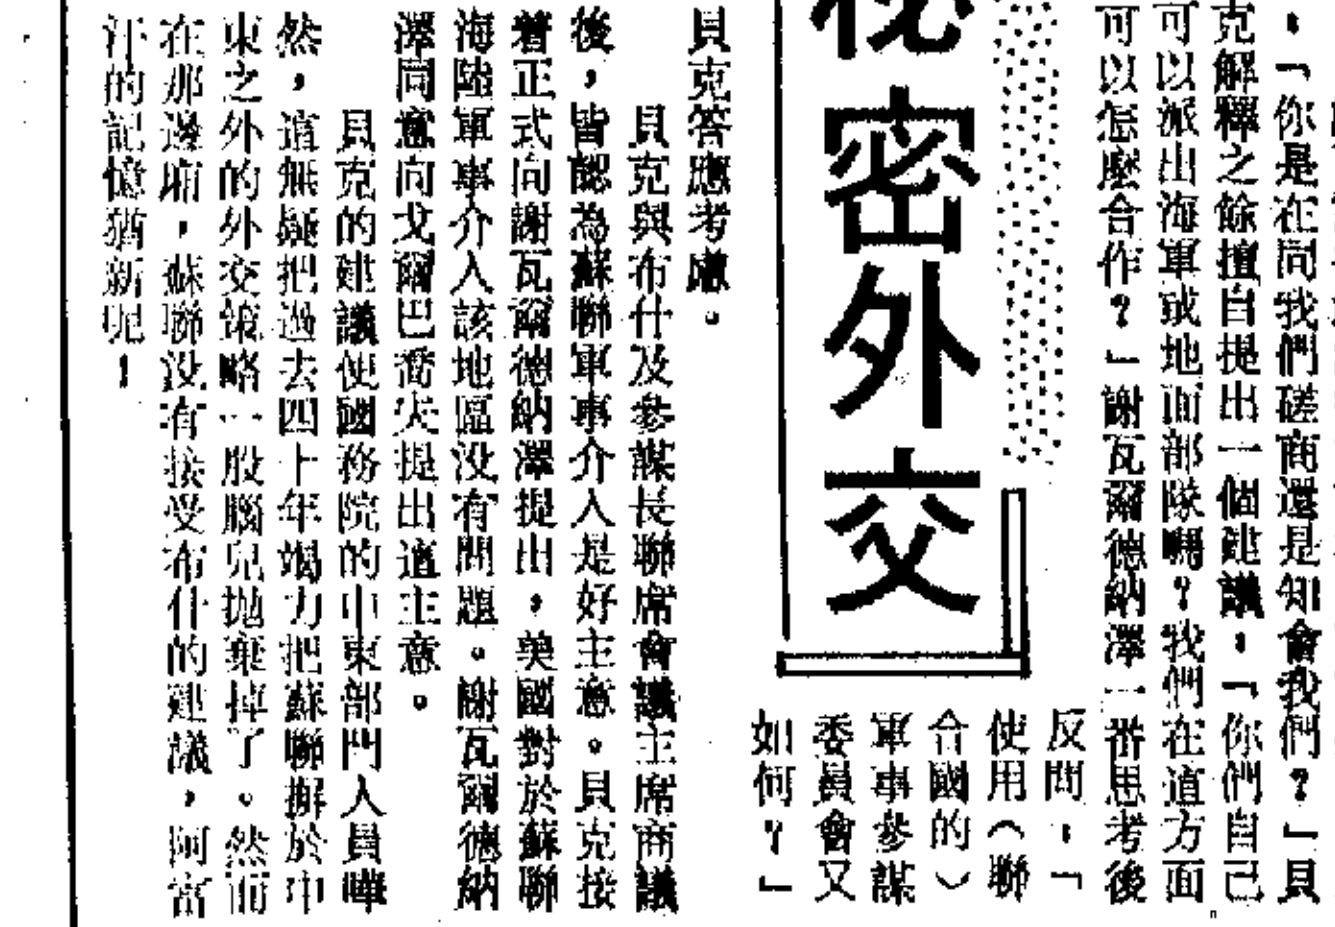 ：「你是在同我們磋商還是知會我們？」貝
克解釋之餘擅自提出一個建議：「你們自己
可以派出海軍或地面部隊嗎？我們在這方面
可以怎麼合作？」謝瓦爾德納澤一番思考後
反問：「
使用（聯
合國的）
軍事參謀
委員會又
如何？」
秘密外交
貝克答應考慮。
貝克與布什及參謀長聯席會議主席商議
後，皆認為蘇聯軍事介入是好主意。貝克接
着正式向謝瓦爾德納澤提出，美國對於蘇聯
海陸軍事介入該地區没有問題。謝瓦爾德納
澤同意向戈爾巴喬夫提出這主意。
貝克的建議使國務院的中東部門人員嘩
然，這無疑把過去四十年竭力把蘇聯摒於中
東之外的外交策略一股腦兒拋棄掉了。然而
在那邊廂，蘇聯没有接受布什的建議，阿富
汗的記憶猶新呢！